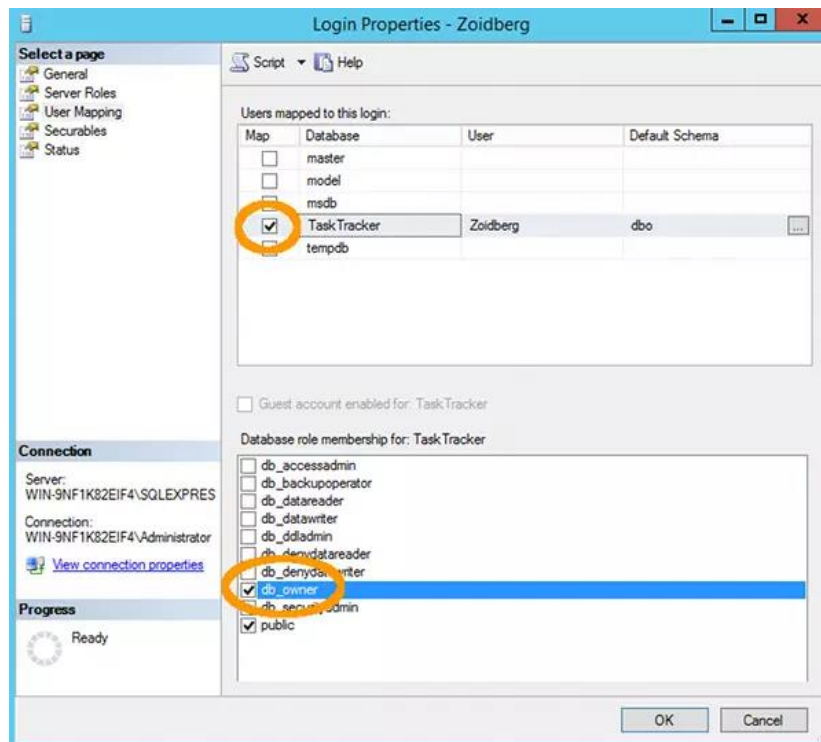 Login Properties - Zoidberg
Select a page
General
Server Roles
User Mapping
Securables
Status
Script Help
Users mapped to this login:
Map Database User Default Schema
master
model
msdb
TaskTracker Zoidberg dbo ...
tempdb
Guest account enabled for: TaskTracker
Database role membership for: TaskTracker
db_accessadmin
db_backupoperator
db_datareader
db_datawriter
db_ddladmin
db_denydatareader
db_denydatawriter
db_owner
db_securityadmin
public
Connection
Server:
WIN-9NF1K82EIF4\SQLEXPRES
Connection:
WIN-9NF1K82EIF4\Administrator
View connection properties
Progress
Ready
OK Cancel